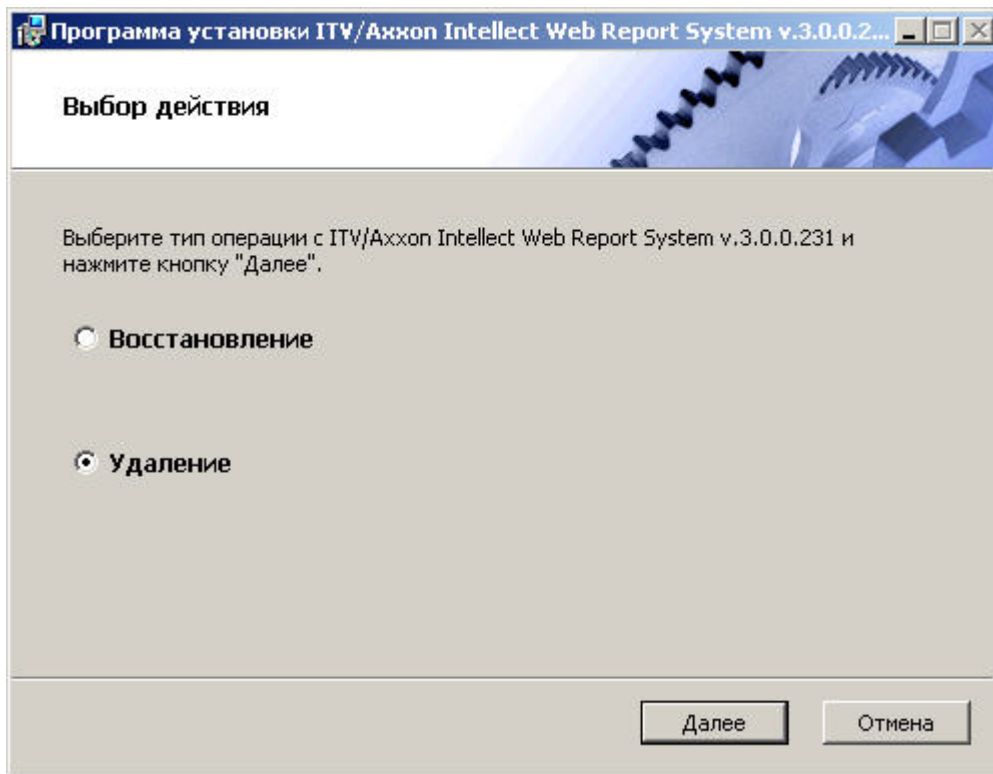 Программа установки ITV/Axxon Intellect Web Report System v.3.0.0.2...
Выбор действия
Выберите тип операции с ITV/Axxon Intellect Web Report System v.3.0.0.231 и
нажмите кнопку "Далее".
Восстановление
Удаление
Далее
Отмена